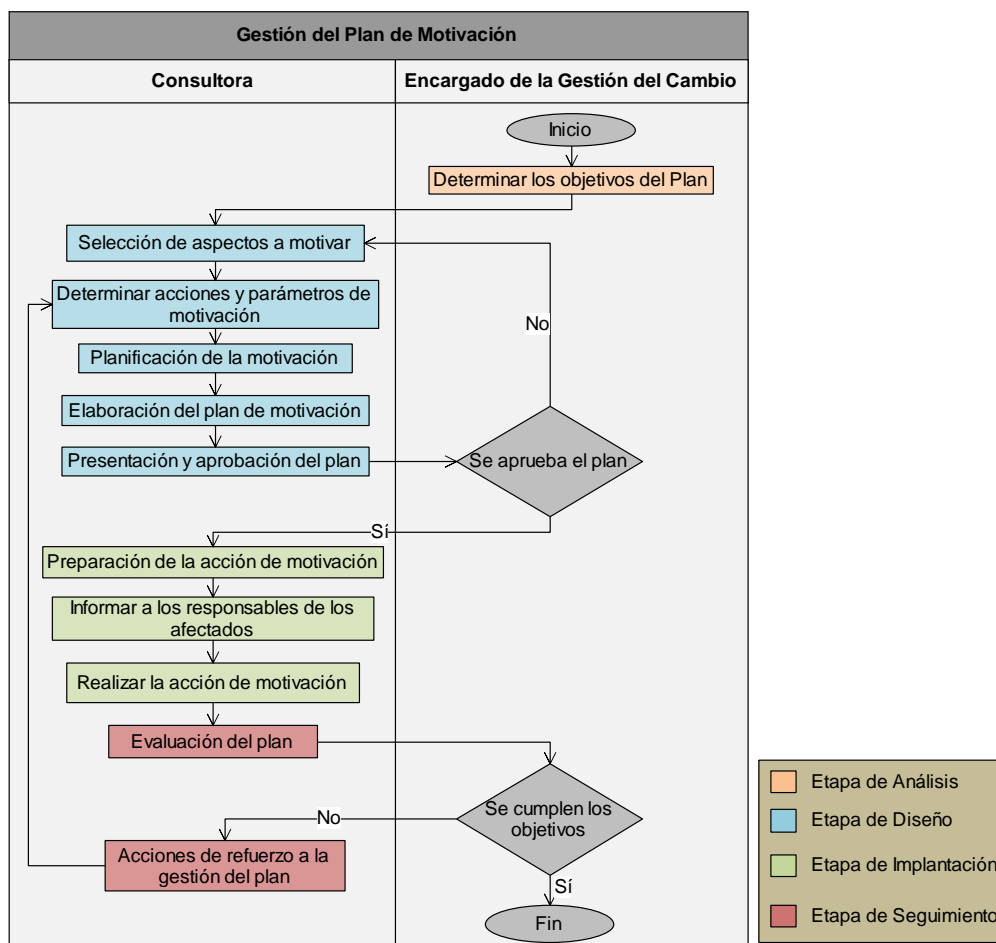 Gestión del Plan de Motivación
Consultora
Encargado de la Gestión del Cambio
Inicio
Determinar los objetivos del Plan
Selección de aspectos a motivar
Determinar acciones y parámetros de
motivación
No
Planificación de la motivación
Elaboración del plan de motivación
Presentación y aprobación del plan
Se aprueba el plan
Sí
Preparación de la acción de motivación
Informar a los responsables de los
afectados
Realizar la acción de motivación
Evaluación del plan
Se cumplen los
objetivos
No
Acciones de refuerzo a la
gestión del plan
Sí
Fin
Etapa de Análisis
Etapa de Diseño
Etapa de Implantación
Etapa de Seguimiento